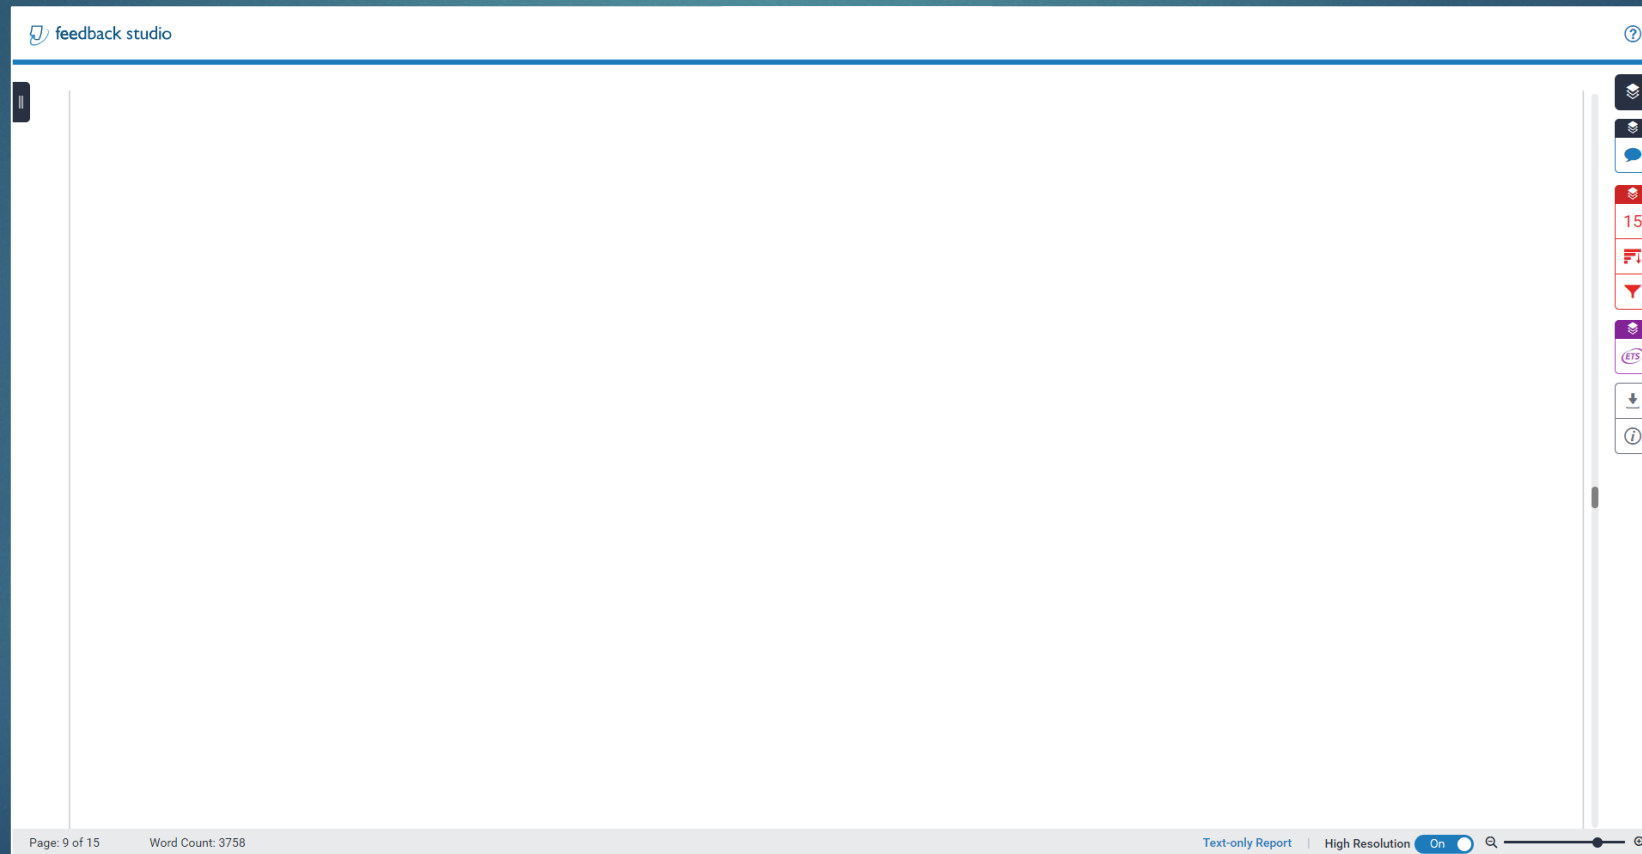 feedback studio
15
ETS
Page: 9 of 15
Word Count: 3758
Text-only Report
High Resolution
On